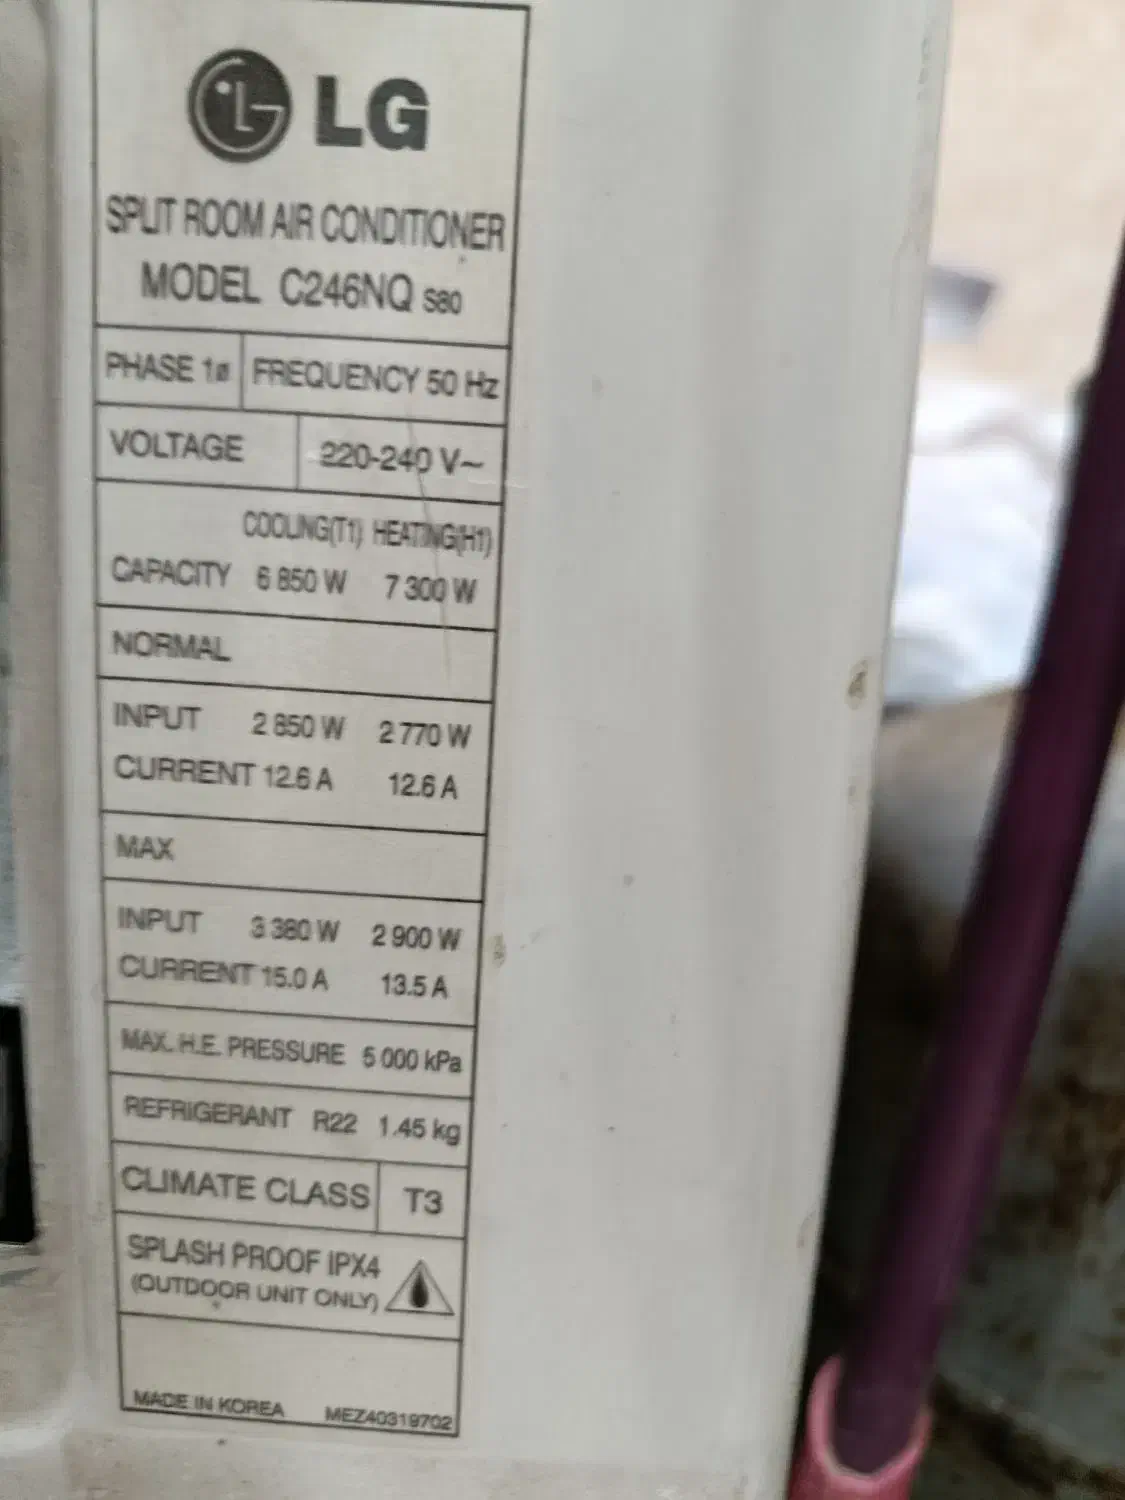 LG
SPLIT ROOM AIR CONDITIONER
MODEL C246NQ S80
PHASE 1ø FREQUENCY 50 Hz
VOLTAGE 220-240 V~
COOLING(T1) HEATING(H1)
CAPACITY 6 850 W 7 300 W
NORMAL
INPUT 2 850 W 2 770 W
CURRENT 12.6 A 12.6 A
MAX
INPUT 3 380 W 2 900 W
CURRENT 15.0 A 13.5 A
MAX. H.E. PRESSURE 5 000 kPa
REFRIGERANT R22 1.45 kg
CLIMATE CLASS T3
SPLASH PROOF IPX4
(OUTDOOR UNIT ONLY)
MADE IN KOREA MEZ40319702